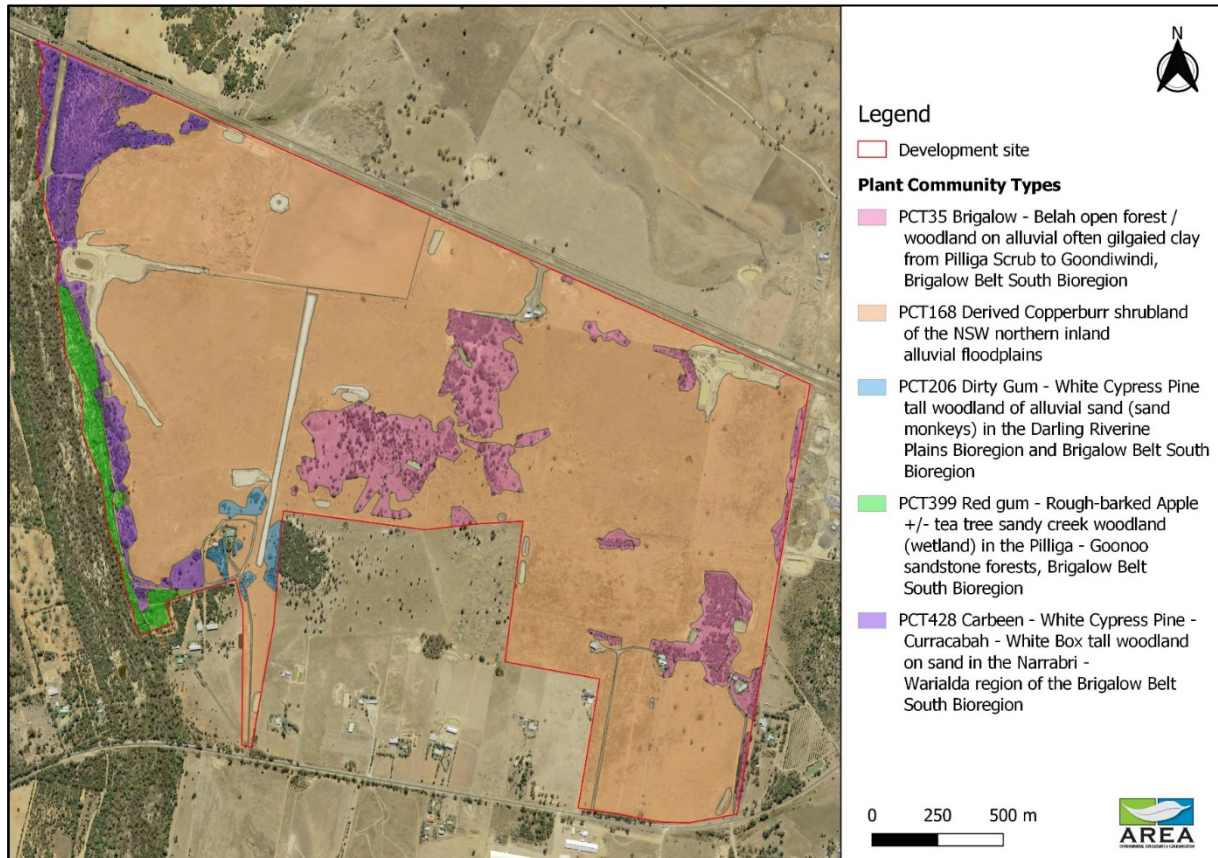 N
Legend
Development site
Plant Community Types
PCT35 Brigalow - Belah open forest /
woodland on alluvial often gilgaied clay
from Pilliga Scrub to Goondiwindi,
Brigalow Belt South Bioregion
PCT168 Derived Copperburr shrubland
of the NSW northern inland
alluvial floodplains
PCT206 Dirty Gum - White Cypress Pine
tall woodland of alluvial sand (sand
monkeys) in the Darling Riverine
Plains Bioregion and Brigalow Belt South
Bioregion
PCT399 Red gum - Rough-barked Apple
+/- tea tree sandy creek woodland
(wetland) in the Pilliga - Goonoo
sandstone forests, Brigalow Belt
South Bioregion
PCT428 Carbeen - White Cypress Pine -
Curracabah - White Box tall woodland
on sand in the Narrabri -
Warialda region of the Brigalow Belt
South Bioregion
0 250 500 m
AREA